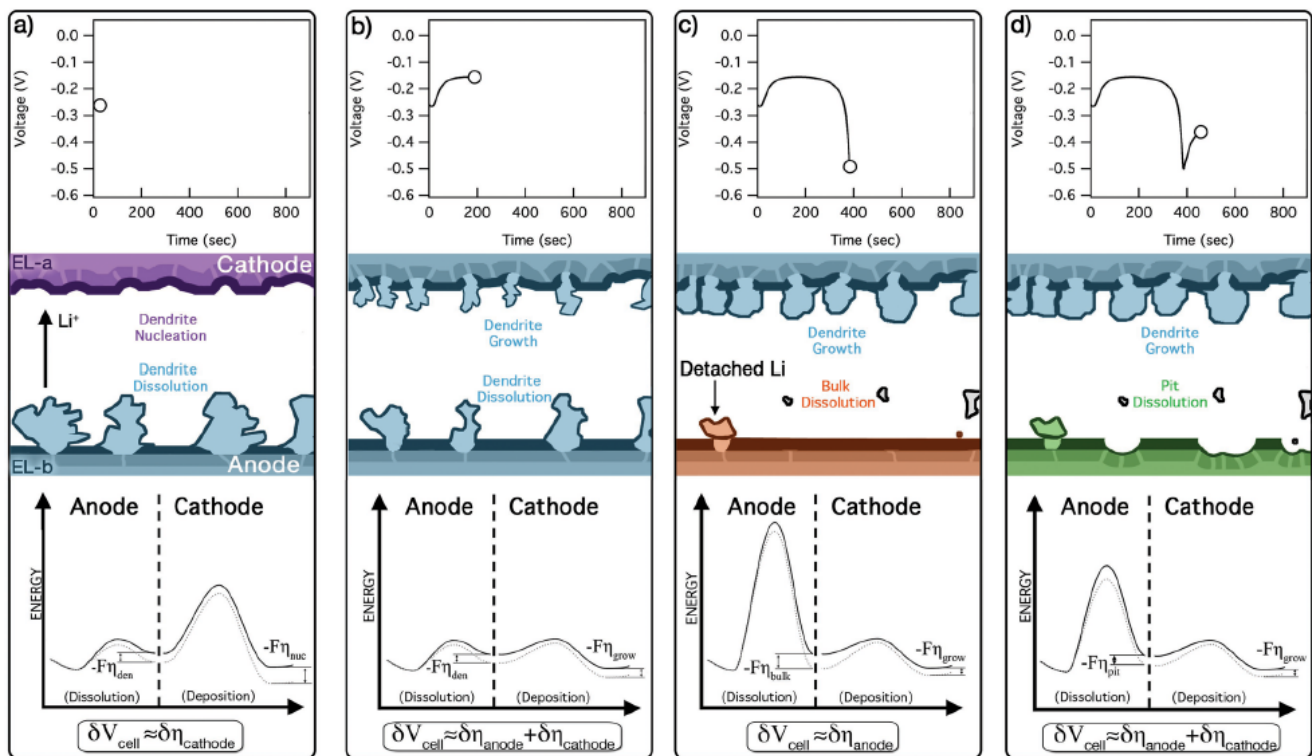 a)
Voltage (V)
0.0
-0.1
-0.2
-0.3
-0.4
-0.5
-0.6
0 200 400 600 800
Time (sec)
EL-a Cathode
Li⁺
Dendrite
Nucleation
Dendrite
Dissolution
EL-b Anode
Anode Cathode
ENERGY
-Fηden
-Fηnuc
(Dissolution) (Deposition)
δVcell≈δηcathode
b)
Voltage (V)
0.0
-0.1
-0.2
-0.3
-0.4
-0.5
-0.6
0 200 400 600 800
Time (sec)
Dendrite
Growth
Dendrite
Dissolution
Anode Cathode
ENERGY
-Fηden
-Fηgrow
(Dissolution) (Deposition)
δVcell≈δηanode+δηcathode
c)
Voltage (V)
0.0
-0.1
-0.2
-0.3
-0.4
-0.5
-0.6
0 200 400 600 800
Time (sec)
Dendrite
Growth
Detached Li
Bulk
Dissolution
Anode Cathode
ENERGY
-Fηbulk
-Fηgrow
(Dissolution) (Deposition)
δVcell≈δηanode
d)
Voltage (V)
0.0
-0.1
-0.2
-0.3
-0.4
-0.5
-0.6
0 200 400 600 800
Time (sec)
Dendrite
Growth
Pit
Dissolution
Anode Cathode
ENERGY
-Fηpit
-Fηgrow
(Dissolution) (Deposition)
δVcell≈δηanode+δηcathode